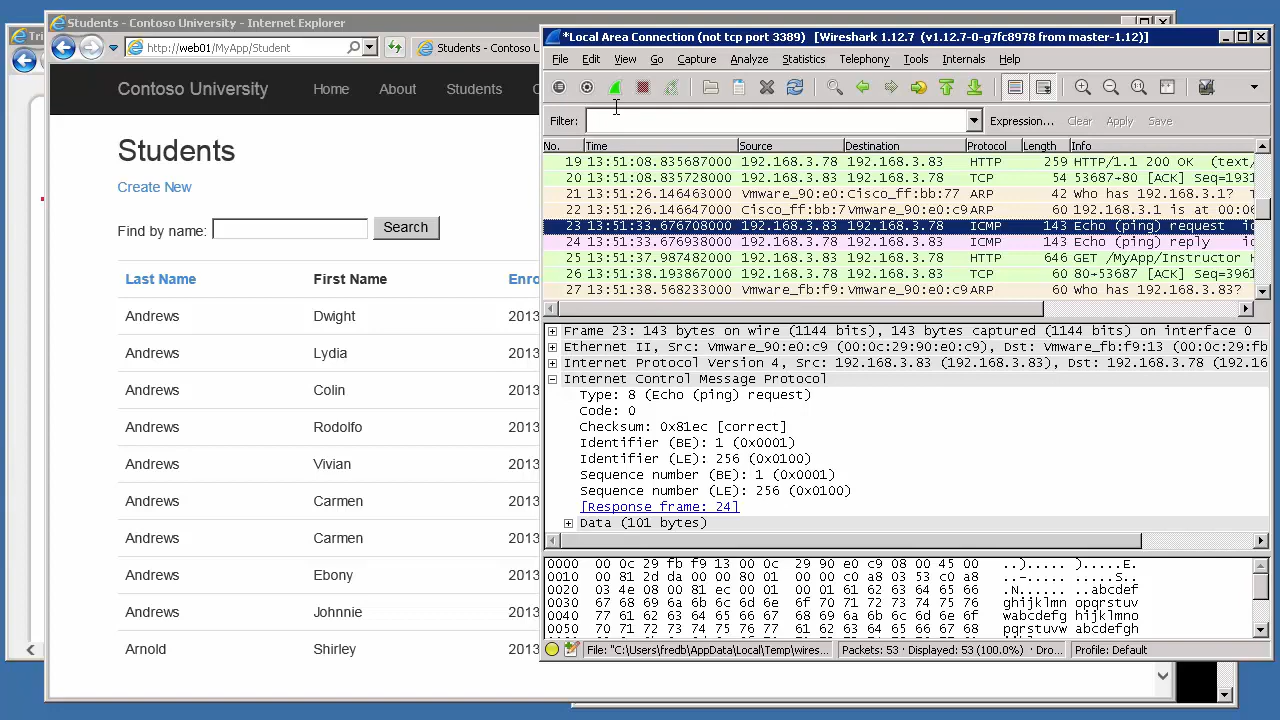 Tri
Students - Contoso University - Internet Explorer
http://web01/MyApp/Student
Students - Contoso U
Contoso University Home About Students
Students
Create New
Find by name: Search
Last Name First Name Enro
Andrews Dwight 2013
Andrews Lydia 2013
Andrews Colin 2013
Andrews Rodolfo 2013
Andrews Vivian 2013
Andrews Carmen 2013
Andrews Carmen 2013
Andrews Ebony 2013
Andrews Johnnie 2013
Arnold Shirley 2013
*Local Area Connection (not tcp port 3389) [Wireshark 1.12.7 (v1.12.7-0-g7fc8978 from master-1.12)]
File Edit View Go Capture Analyze Statistics Telephony Tools Internals Help
Filter: Expression... Clear Apply Save
No. Time Source Destination Protocol Length Info
19 13:51:08.835687000 192.168.3.78 192.168.3.83 HTTP 259 HTTP/1.1 200 OK (text/
20 13:51:08.835728000 192.168.3.83 192.168.3.78 TCP 54 53687→80 [ACK] Seq=1931
21 13:51:26.146463000 Vmware_90:e0:c Cisco_ff:bb:77 ARP 42 Who has 192.168.3.1? T
22 13:51:26.146647000 Cisco_ff:bb:7 Vmware_90:e0:c9 ARP 60 192.168.3.1 is at 00:0
23 13:51:33.676708000 192.168.3.83 192.168.3.78 ICMP 143 Echo (ping) request id
24 13:51:33.676938000 192.168.3.78 192.168.3.83 ICMP 143 Echo (ping) reply id
25 13:51:37.987482000 192.168.3.83 192.168.3.78 HTTP 646 GET /MyApp/Instructor H
26 13:51:38.193867000 192.168.3.78 192.168.3.83 TCP 60 80→53687 [ACK] Seq=3961
27 13:51:38.568233000 Vmware_fb:f9: Vmware_90:e0:c9 ARP 60 Who has 192.168.3.83?
Frame 23: 143 bytes on wire (1144 bits), 143 bytes captured (1144 bits) on interface 0
Ethernet II, Src: Vmware_90:e0:c9 (00:0c:29:90:e0:c9), Dst: Vmware_fb:f9:13 (00:0c:29:fb
Internet Protocol Version 4, Src: 192.168.3.83 (192.168.3.83), Dst: 192.168.3.78 (192.16
Internet Control Message Protocol
Type: 8 (Echo (ping) request)
Code: 0
Checksum: 0x81ec [correct]
Identifier (BE): 1 (0x0001)
Identifier (LE): 256 (0x0100)
Sequence number (BE): 1 (0x0001)
Sequence number (LE): 256 (0x0100)
[Response frame: 24]
Data (101 bytes)
0000 00 0c 29 fb f9 13 00 0c 29 90 e0 c9 08 00 45 00 ..)..... ).....E.
0010 00 81 2d da 00 00 80 01 00 00 c0 a8 03 53 c0 a8 ..-..... .....S..
0020 03 4e 08 00 81 ec 00 01 00 01 61 62 63 64 65 66 .N...... ..abcdef
0030 67 68 69 6a 6b 6c 6d 6e 6f 70 71 72 73 74 75 76 ghijklmn opqrstuv
0040 77 61 62 63 64 65 66 67 68 69 6a 6b 6c 6d 6e 6f wabcdefg hijklmno
0050 70 71 72 73 74 75 76 77 61 62 63 64 65 66 67 68 pqrstuvw abcdefgh
File: "C:\Users\fredb\AppData\Local\Temp\wires... Packets: 53 · Displayed: 53 (100.0%) · Dro... Profile: Default